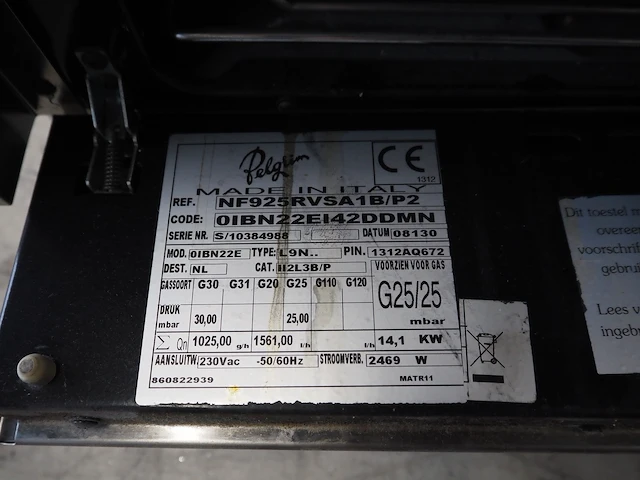 Pelgrim
CE
1312
MADE IN ITALY
REF. NF925RVSA1B/P2
CODE: 0IBN22EI42DDMN
SERIE NR. S/10384988 DATUM 08130
MOD. 0IBN22E TYPE: L9N.. PIN. 1312AQ672
DEST. NL CAT. II2L3B/P VOORZIEN VOOR GAS
GASSOORT G30 G31 G20 G25 G110 G120 G25/25
DRUK
mbar 30,00 25,00 mbar
∑ Qn 1025,00 g/h 1561,00 l/h l/h 14,1 KW
AANSLUITW. 230Vac -50/60Hz STROOMVERB. 2469 W
860822939 MATR11
Dit toestel m
overeen
voorschrif
gebrui
Lees v
ingeb